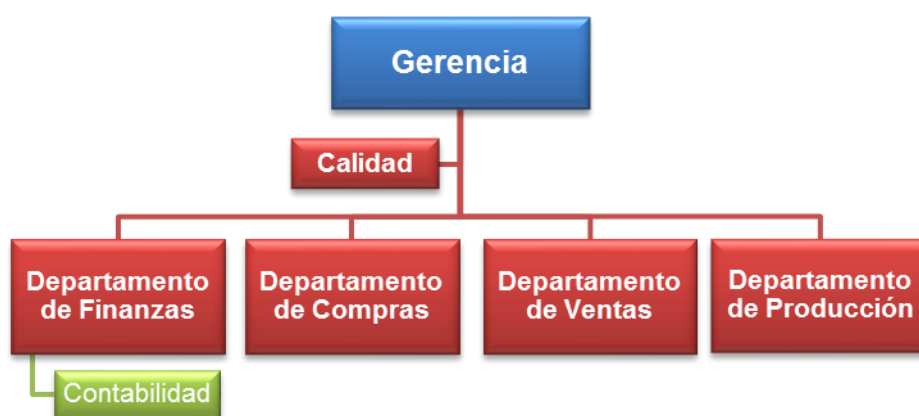 Gerencia
Calidad
Departamento
de Finanzas
Departamento
de Compras
Departamento
de Ventas
Departamento
de Producción
Contabilidad